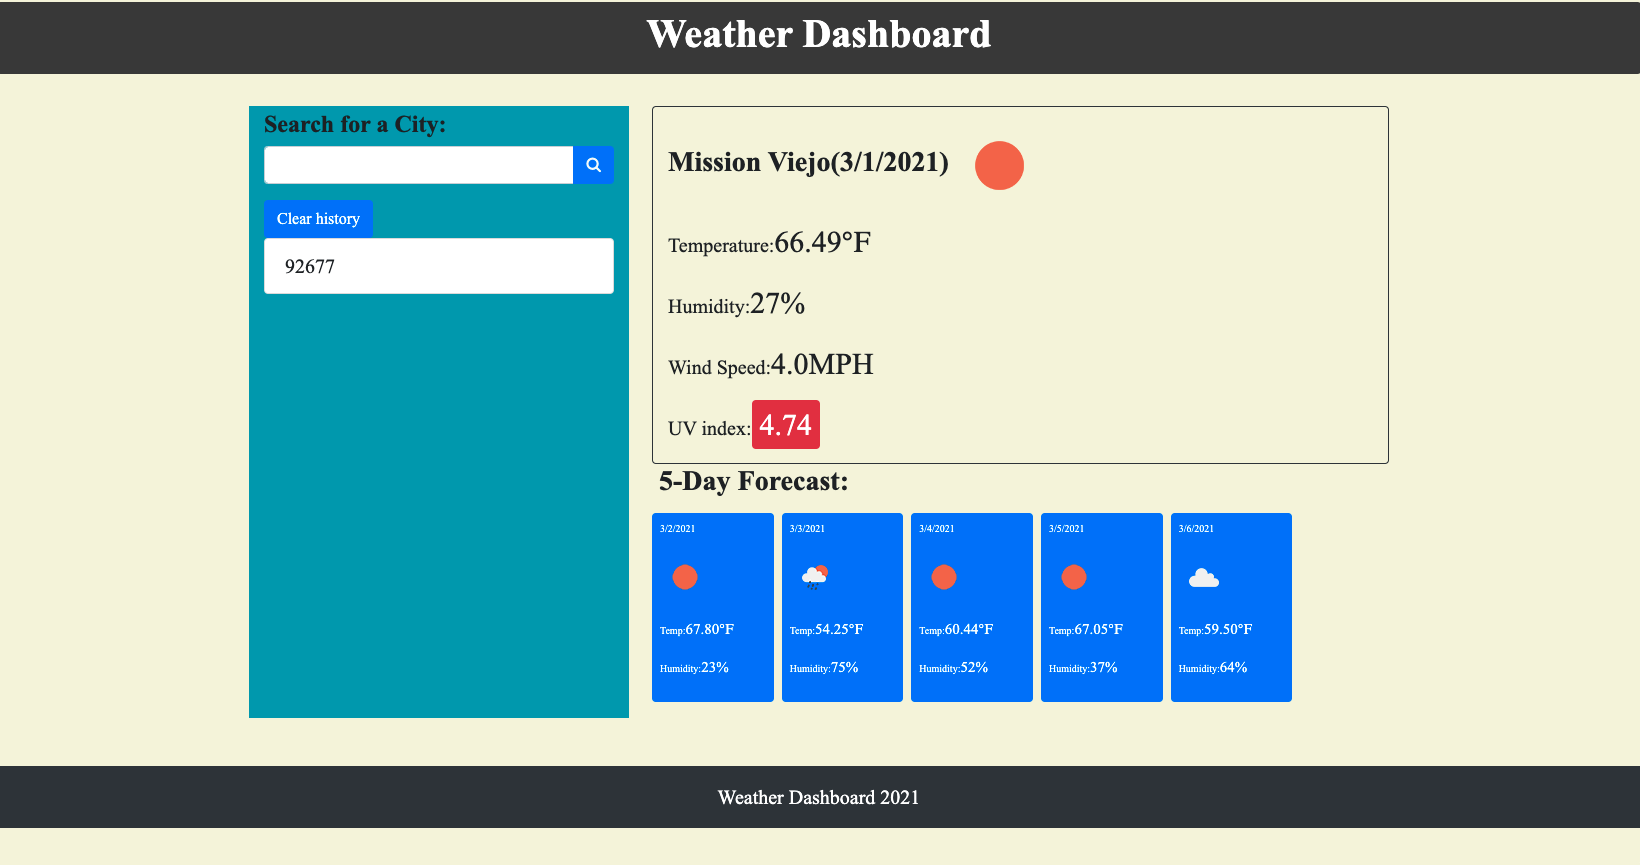 Weather Dashboard
Search for a City:
Clear history
92677
Mission Viejo(3/1/2021)
Temperature:66.49°F
Humidity:27%
Wind Speed:4.0MPH
UV index:4.74
5-Day Forecast:
3/2/2021
Temp:67.80°F
Humidity:23%
3/3/2021
Temp:54.25°F
Humidity:75%
3/4/2021
Temp:60.44°F
Humidity:52%
3/5/2021
Temp:67.05°F
Humidity:37%
3/6/2021
Temp:59.50°F
Humidity:64%
Weather Dashboard 2021